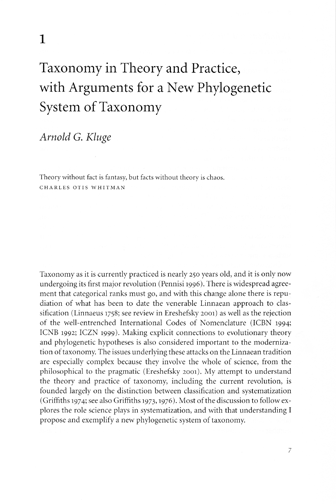 1
Taxonomy in Theory and Practice,
with Arguments for a New Phylogenetic
System of Taxonomy
Arnold G. Kluge
Theory without fact is fantasy, but facts without theory is chaos.
CHARLES OTIS WHITMAN
Taxonomy as it is currently practiced is nearly 250 years old, and it is only now
undergoing its first major revolution (Pennisi 1996). There is widespread agree-
ment that categorical ranks must go, and with this change alone there is repu-
diation of what has been to date the venerable Linnaean approach to clas-
sification (Linnaeus 1758; see review in Ereshefsky 2001) as well as the rejection
of the well-entrenched International Codes of Nomenclature (ICBN 1994;
ICNB 1992; ICZN 1999). Making explicit connections to evolutionary theory
and phylogenetic hypotheses is also considered important to the moderniza-
tion of taxonomy. The issues underlying these attacks on the Linnaean tradition
are especially complex because they involve the whole of science, from the
philosophical to the pragmatic (Ereshefsky 2001). My attempt to understand
the theory and practice of taxonomy, including the current revolution, is
founded largely on the distinction between classification and systematization
(Griffiths 1974; see also Griffiths 1973, 1976). Most of the discussion to follow ex-
plores the role science plays in systematization, and with that understanding I
propose and exemplify a new phylogenetic system of taxonomy.
7